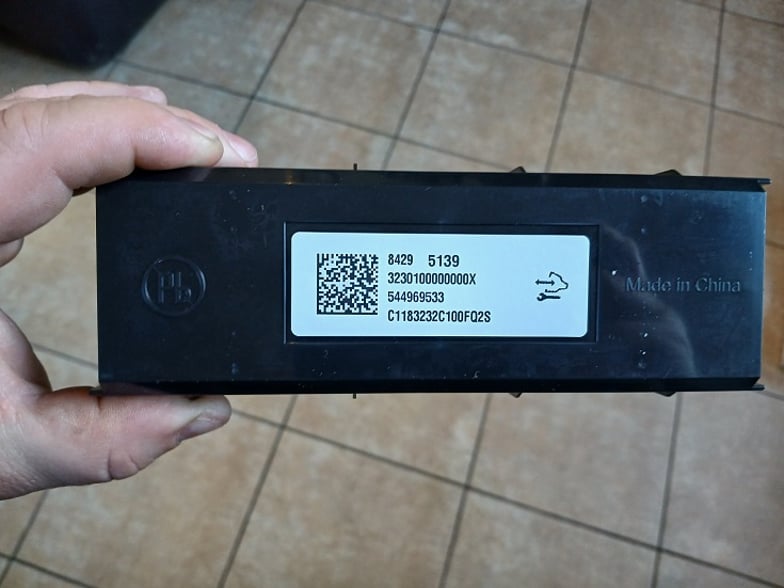 8429 5139
3230100000000X
544969533
C1183232C100FQ2S
Made in China